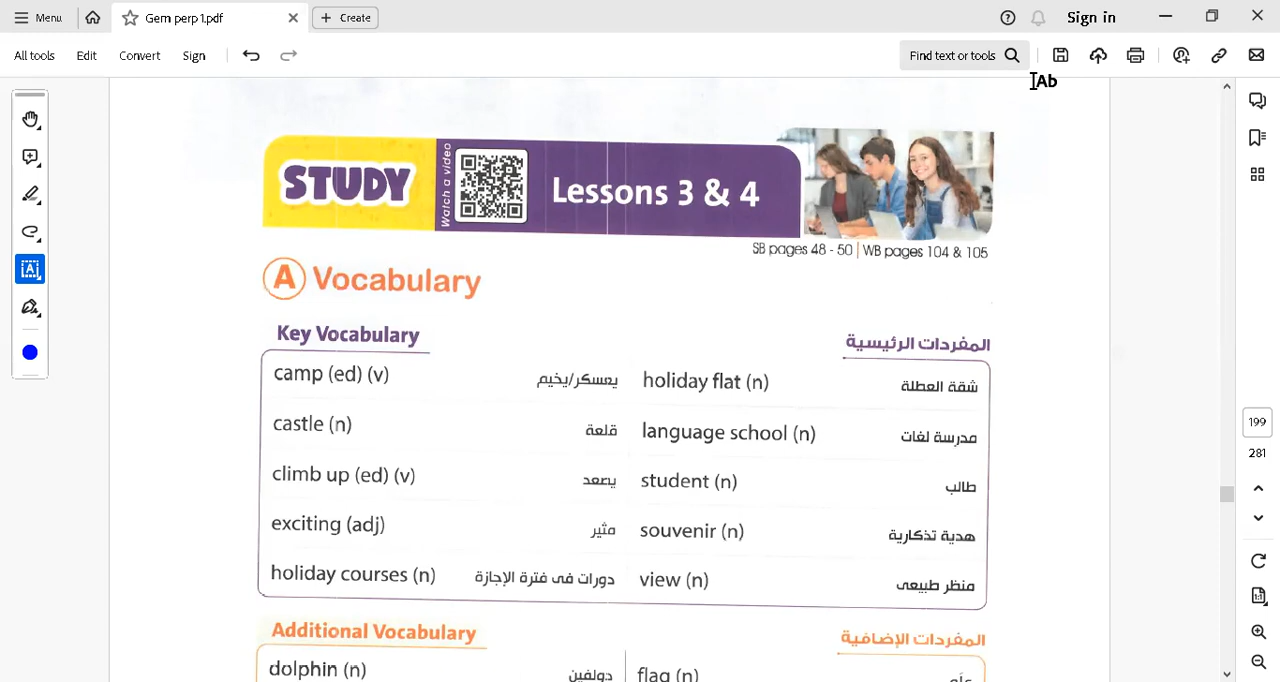 Menu
Gem perp 1.pdf
Create
Sign in
All tools
Edit
Convert
Sign
Find text or tools
Ab
STUDY
Watch a video
Lessons 3 & 4
SB pages 48 - 50 | WB pages 104 & 105
A Vocabulary
Key Vocabulary
المفردات الرئيسية
camp (ed) (v) يعسكر/يخيم
holiday flat (n) شقة العطلة
castle (n) قلعة
language school (n) مدرسة لغات
climb up (ed) (v) يصعد
student (n) طالب
exciting (adj) مثير
souvenir (n) هدية تذكارية
holiday courses (n) دورات فى فترة الإجازة
view (n) منظر طبيعى
Additional Vocabulary
المفردات الإضافية
dolphin (n) دولفين
flag (n) علم
199
281